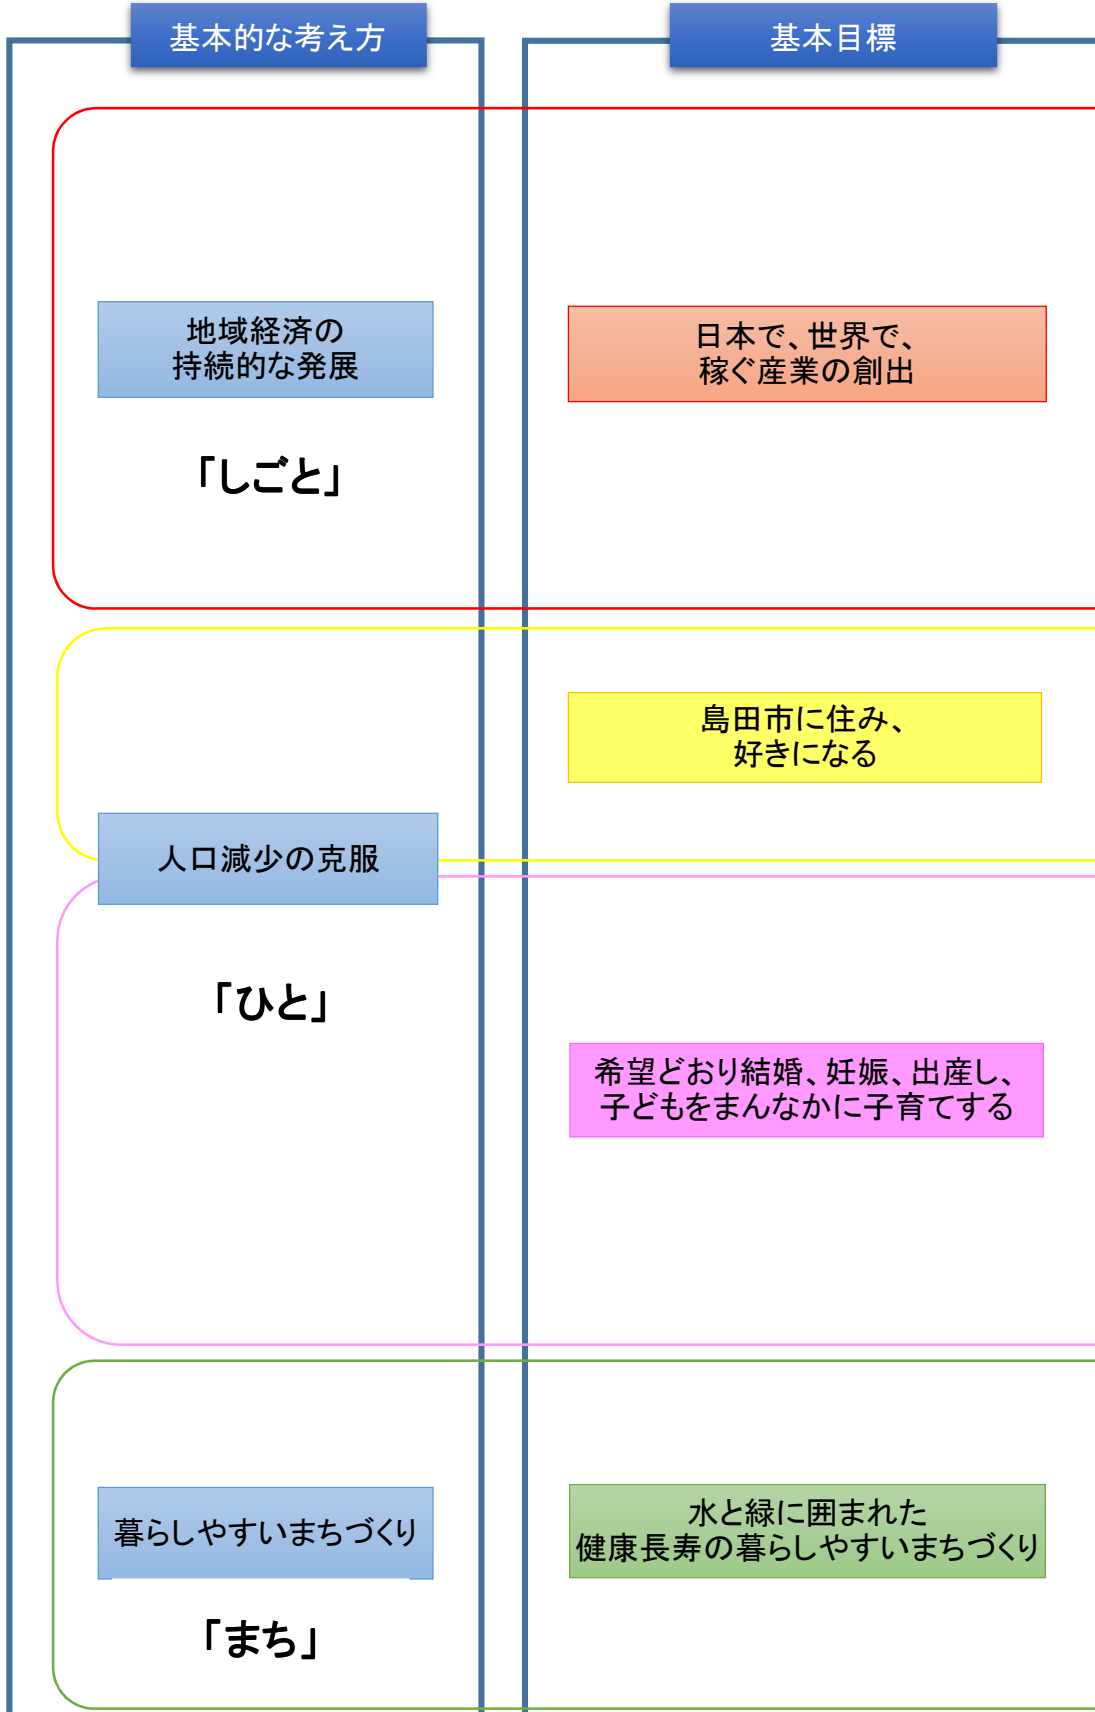 基本的な考え方
基本目標
地域経済の
持続的な発展
「しごと」
日本で、世界で、
稼ぐ産業の創出
島田市に住み、
好きになる
人口減少の克服
「ひと」
希望どおり結婚、妊娠、出産し、
子どもをまんなかに子育てする
暮らしやすいまちづくり
「まち」
水と緑に囲まれた
健康長寿の暮らしやすいまちづくり